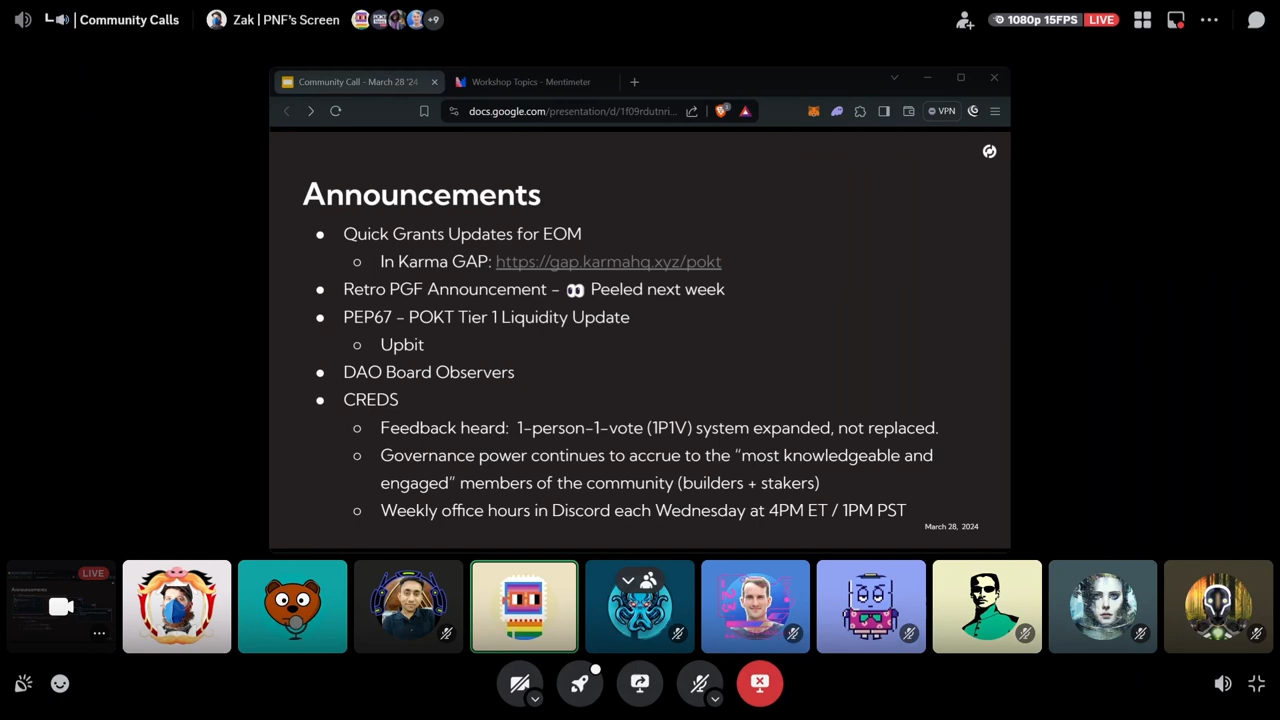 Community Calls
Zak | PNF's Screen
+9
1080p 15FPS
LIVE
Community Call - March 28 '24
Workshop Topics - Mentimeter
docs.google.com/presentation/d/1f09rdutnri...
VPN
Announcements
Quick Grants Updates for EOM
In Karma GAP: https://gap.karmahq.xyz/pokt
Retro PGF Announcement - 👀 Peeled next week
PEP67 - POKT Tier 1 Liquidity Update
Upbit
DAO Board Observers
CREDS
Feedback heard: 1-person-1-vote (1P1V) system expanded, not replaced.
Governance power continues to accrue to the “most knowledgeable and
engaged” members of the community (builders + stakers)
Weekly office hours in Discord each Wednesday at 4PM ET / 1PM PST
March 28, 2024
LIVE